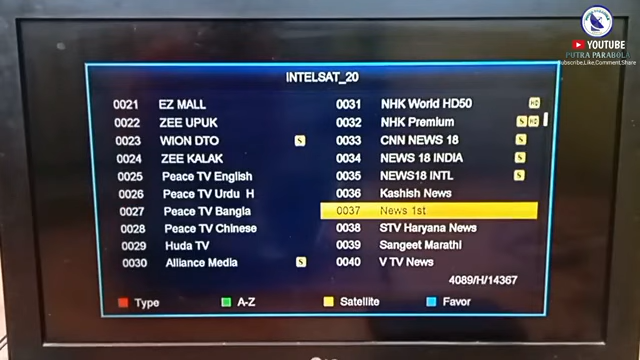 YOUTUBE
PUTRA PARABOLA
Subscribe,Like,Comment,Share
INTELSAT_20
0021 EZ MALL
0022 ZEE UPUK
0023 WION DTO S
0024 ZEE KALAK
0025 Peace TV English
0026 Peace TV Urdu H
0027 Peace TV Bangla
0028 Peace TV Chinese
0029 Huda TV
0030 Alliance Media S
0031 NHK World HD50 HD
0032 NHK Premium S HD
0033 CNN NEWS 18 S
0034 NEWS 18 INDIA S
0035 NEWS18 INTL S
0036 Kashish News
0037 News 1st
0038 STV Haryana News
0039 Sangeet Marathi
0040 V TV News
4089/H/14367
Type A-Z Satellite Favor